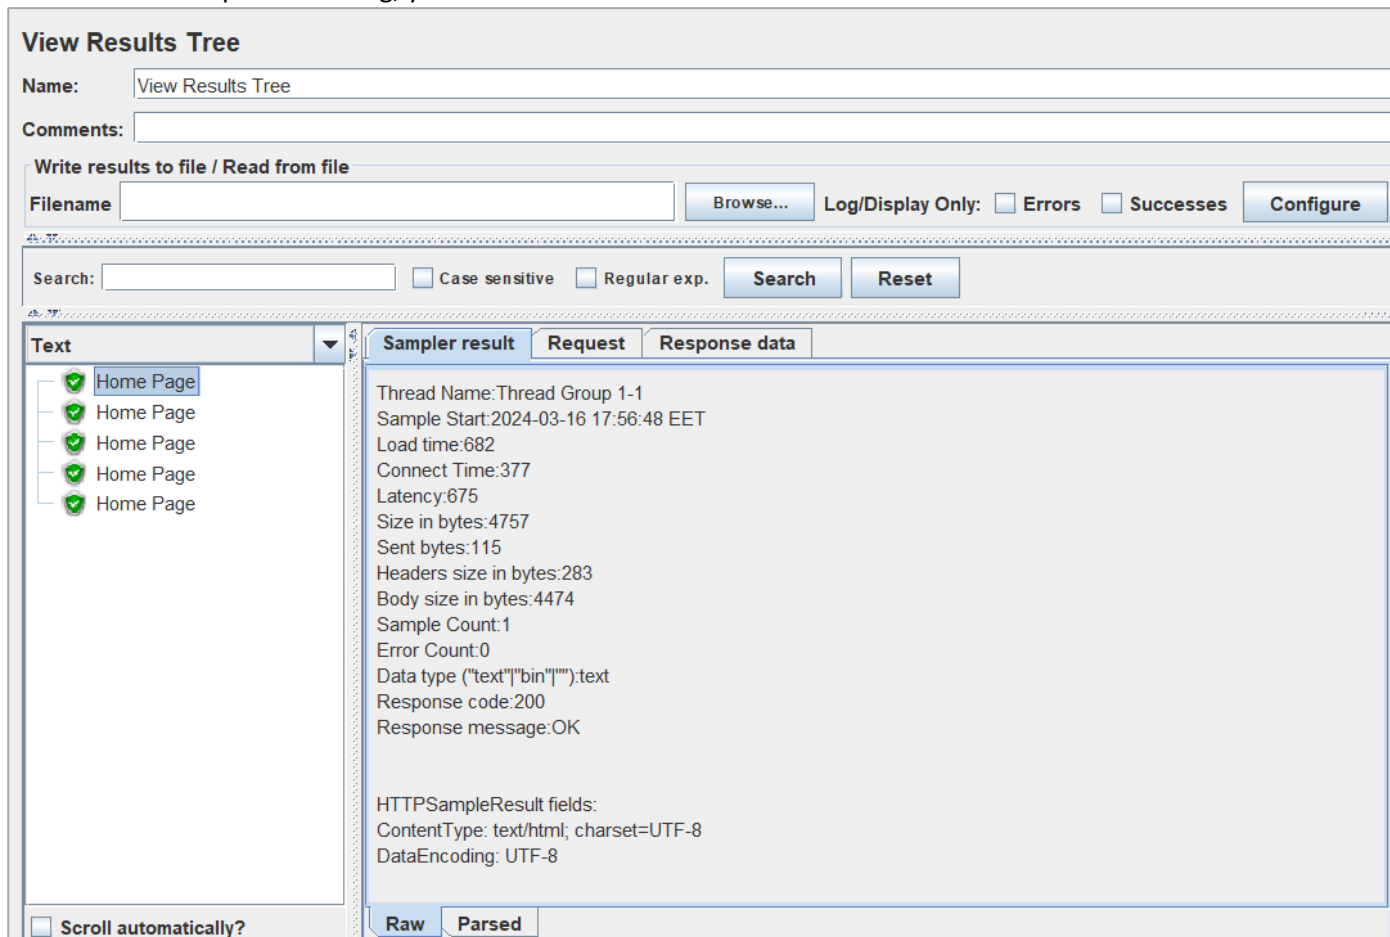 View Results Tree
Name: View Results Tree
Comments:
Write results to file / Read from file
Filename Browse... Log/Display Only: Errors Successes Configure
Search: Case sensitive Regular exp. Search Reset
Text
Home Page
Home Page
Home Page
Home Page
Home Page
Scroll automatically?
Sampler result Request Response data
Thread Name:Thread Group 1-1
Sample Start:2024-03-16 17:56:48 EET
Load time:682
Connect Time:377
Latency:675
Size in bytes:4757
Sent bytes:115
Headers size in bytes:283
Body size in bytes:4474
Sample Count:1
Error Count:0
Data type ("text"|"bin"|""):text
Response code:200
Response message:OK
HTTPSampleResult fields:
ContentType: text/html; charset=UTF-8
DataEncoding: UTF-8
Raw Parsed